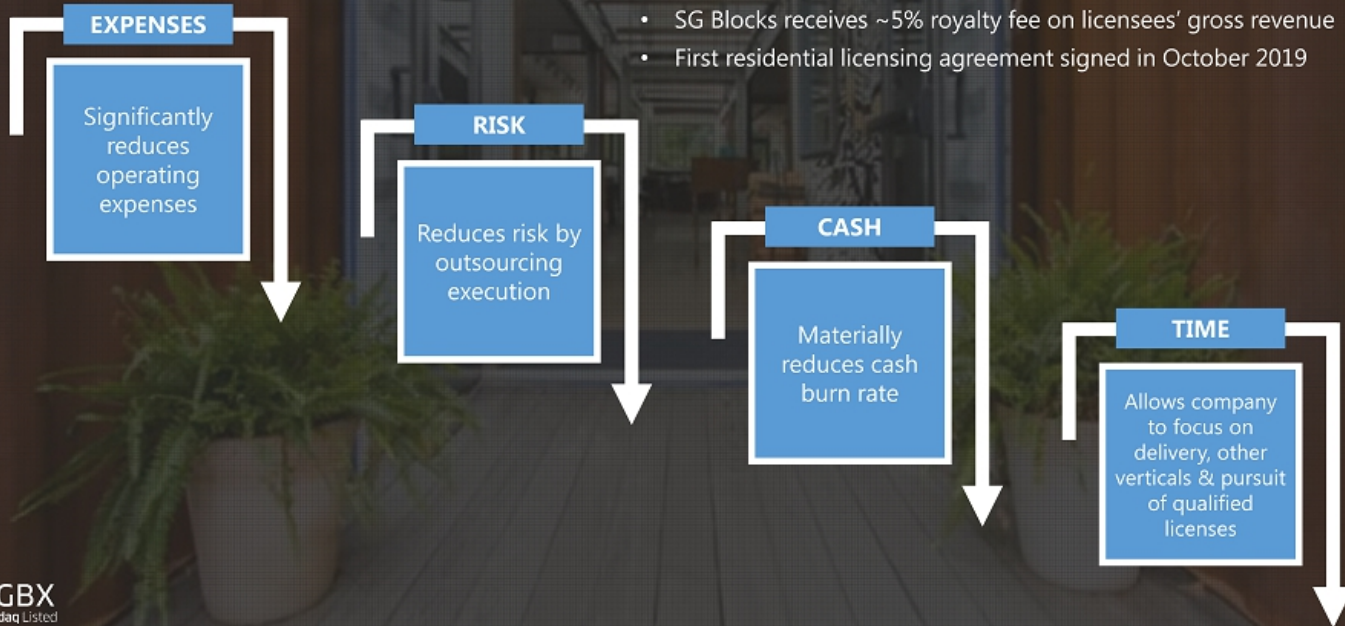 • SG Blocks receives ~5% royalty fee on licensees' gross revenue
• First residential licensing agreement signed in October 2019
EXPENSES
Significantly
reduces
operating
expenses
RISK
Reduces risk by
outsourcing
execution
CASH
Materially
reduces cash
burn rate
TIME
Allows company
to focus on
delivery, other
verticals & pursuit
of qualified
licenses
GBX
daq Listed